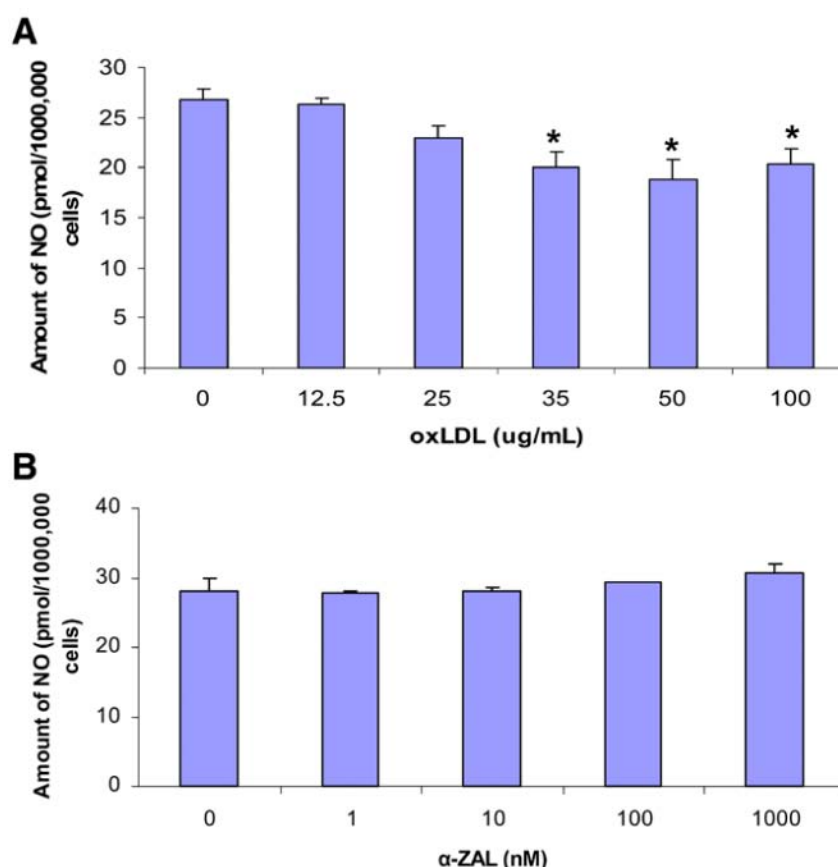 A
Amount of NO (pmol/1000,000
cells)
30
25
20
15
10
5
0
* * *
0 12.5 25 35 50 100
oxLDL (ug/mL)
B
Amount of NO (pmol/1000,000
cells)
40
30
20
10
0
0 1 10 100 1000
α-ZAL (nM)